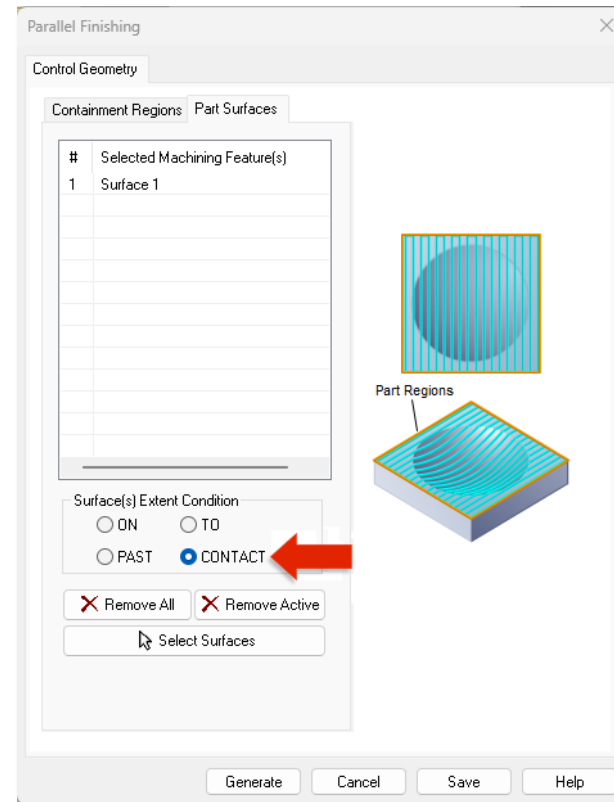 Parallel Finishing
Control Geometry
Containment Regions Part Surfaces
# Selected Machining Feature(s)
1 Surface 1
Part Regions
Surface(s) Extent Condition
ON TO
PAST CONTACT
Remove All Remove Active
Select Surfaces
Generate Cancel Save Help